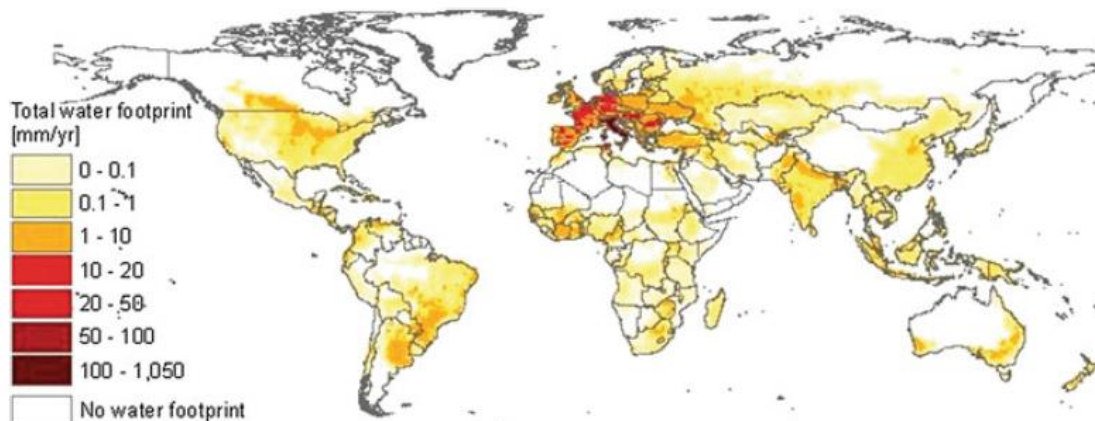 Total water footprint
[mm/yr]
0 - 0.1
0.1 - 1
1 - 10
10 - 20
20 - 50
50 - 100
100 - 1,050
No water footprint